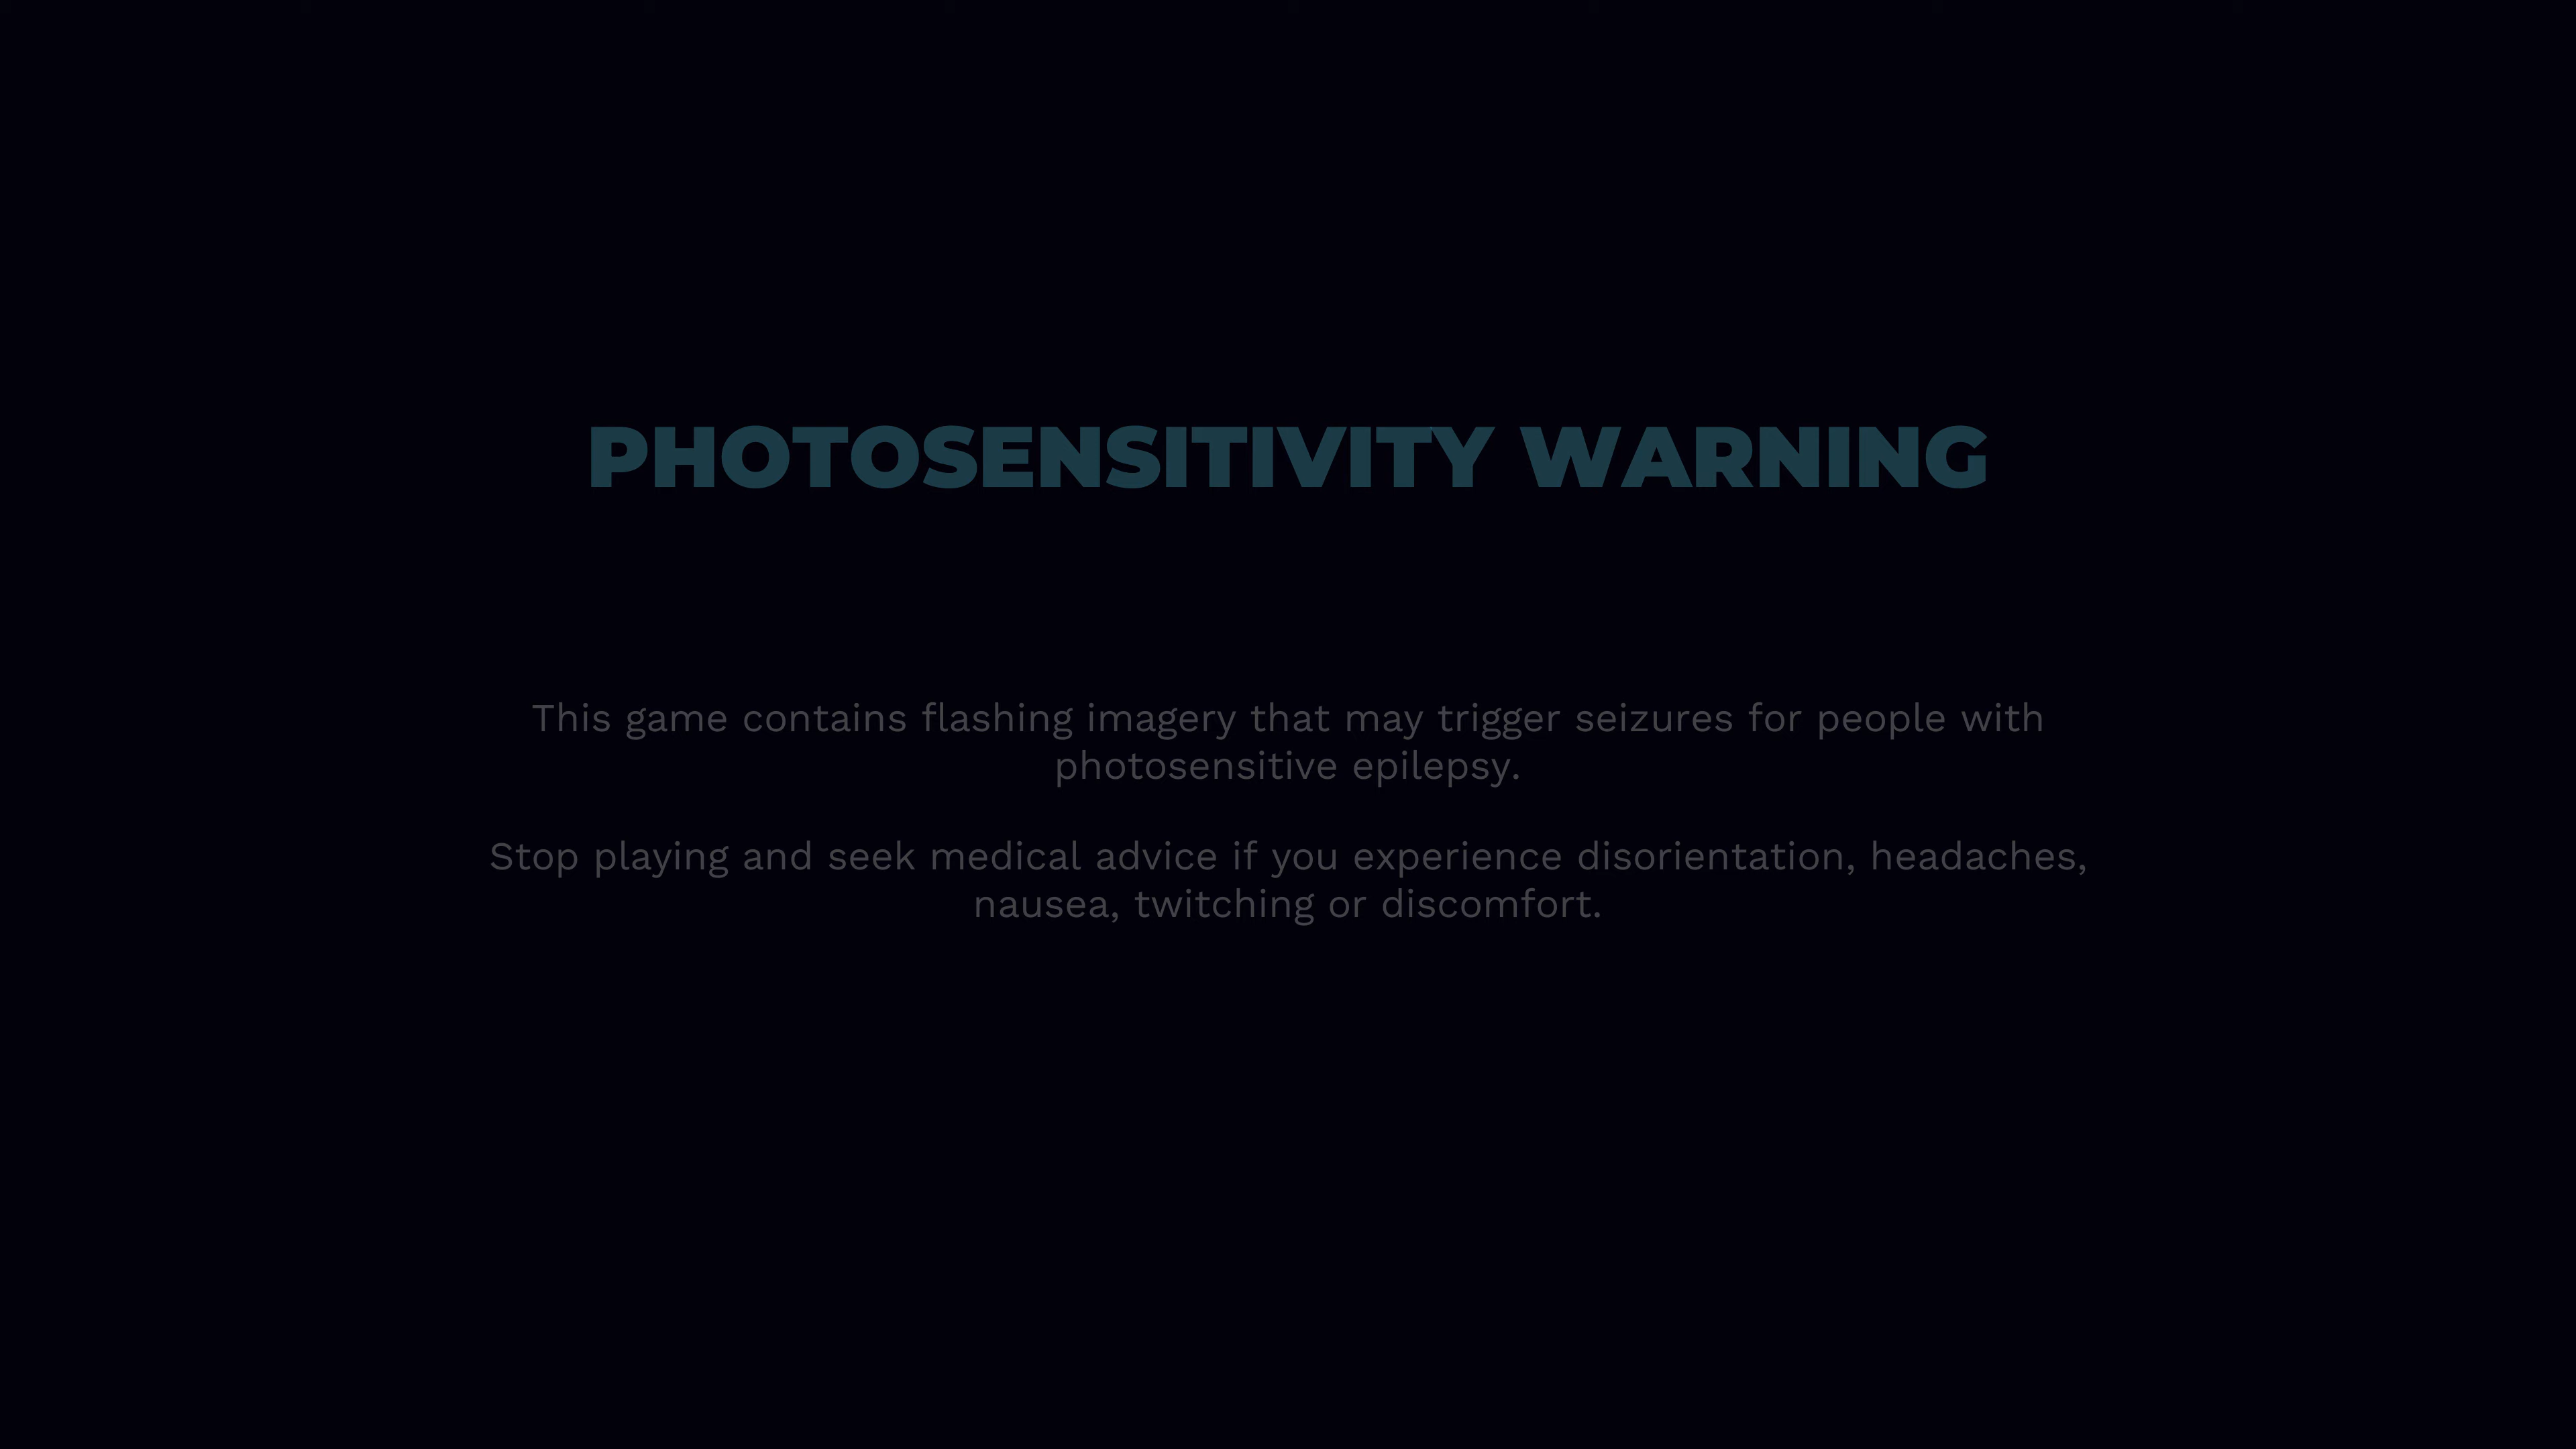 PHOTOSENSITIVITY WARNING
This game contains flashing imagery that may trigger seizures for people with
photosensitive epilepsy.
Stop playing and seek medical advice if you experience disorientation, headaches,
nausea, twitching or discomfort.